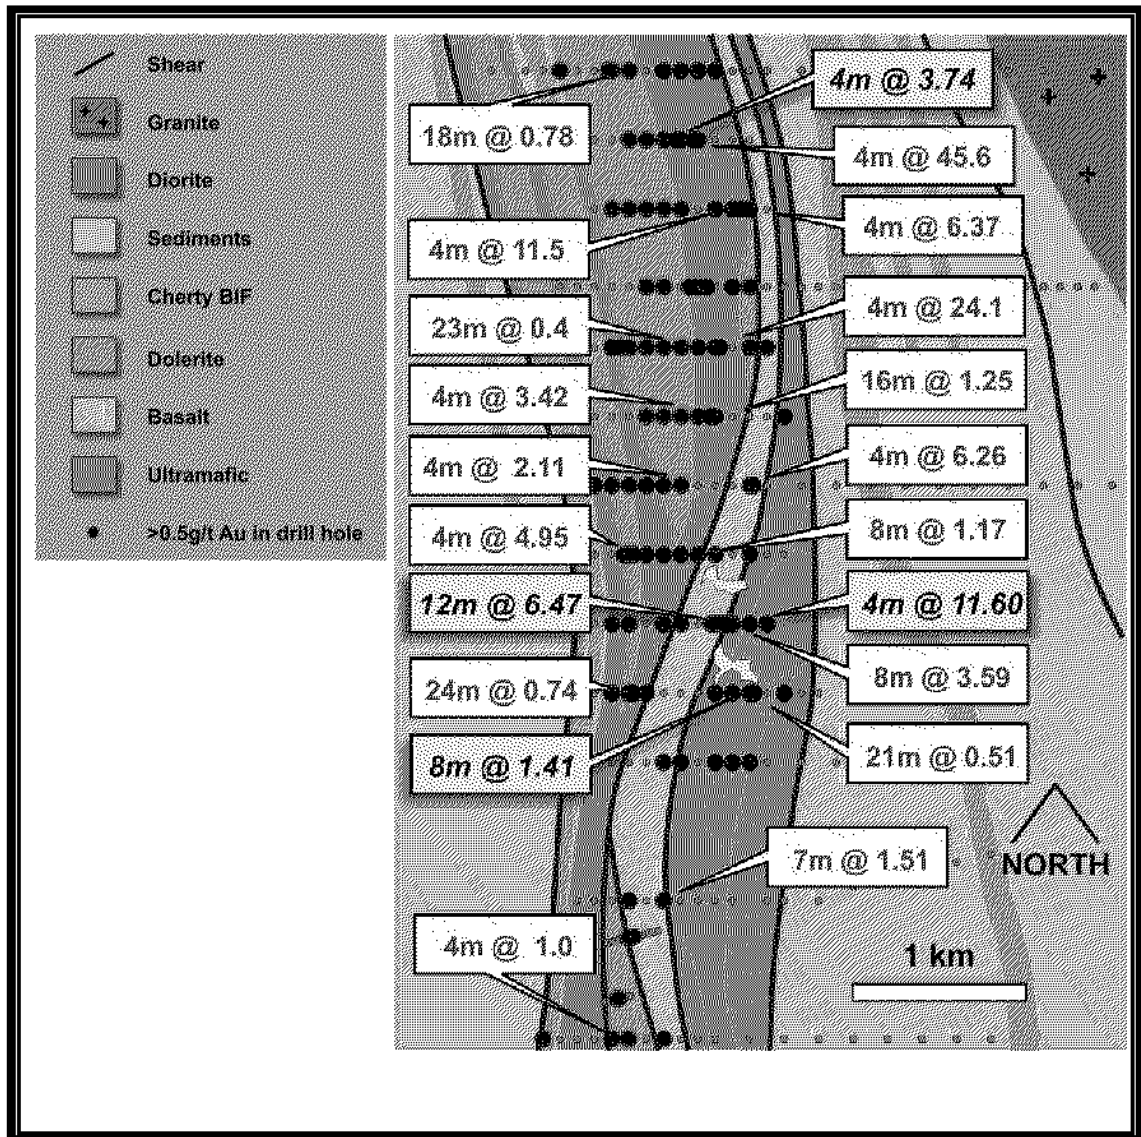 Shear
Granite
Diorite
Sediments
Cherty BIF
Dolerite
Basalt
Ultramafic
>0.5g/t Au in drill hole
4m @ 3.74
18m @ 0.78
4m @ 45.6
4m @ 11.5
4m @ 6.37
23m @ 0.4
4m @ 24.1
4m @ 3.42
16m @ 1.25
4m @ 2.11
4m @ 6.26
4m @ 4.95
8m @ 1.17
12m @ 6.47
4m @ 11.60
24m @ 0.74
8m @ 3.59
8m @ 1.41
21m @ 0.51
7m @ 1.51
NORTH
4m @ 1.0
1 km